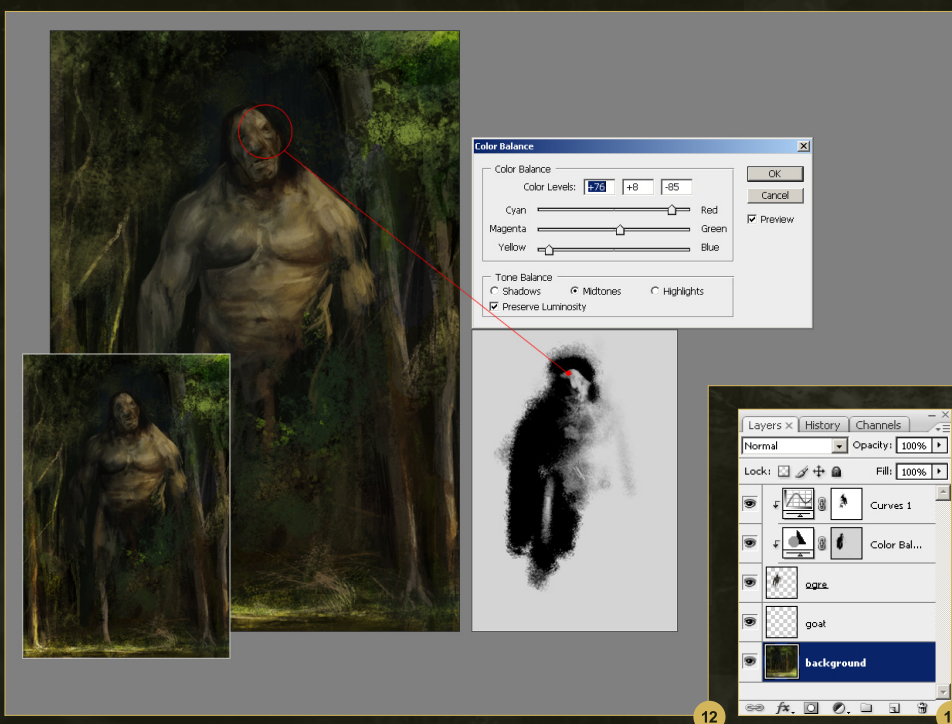 Color Balance
Color Balance
Color Levels: +76 +8 -85
Cyan Red
Magenta Green
Yellow Blue
Tone Balance
Shadows Midtones Highlights
Preserve Luminosity
OK
Cancel
Preview
Layers × History Channels
Normal Opacity: 100%
Lock: Fill: 100%
Curves 1
Color Bal...
ogre
goat
background
fx.
12
1